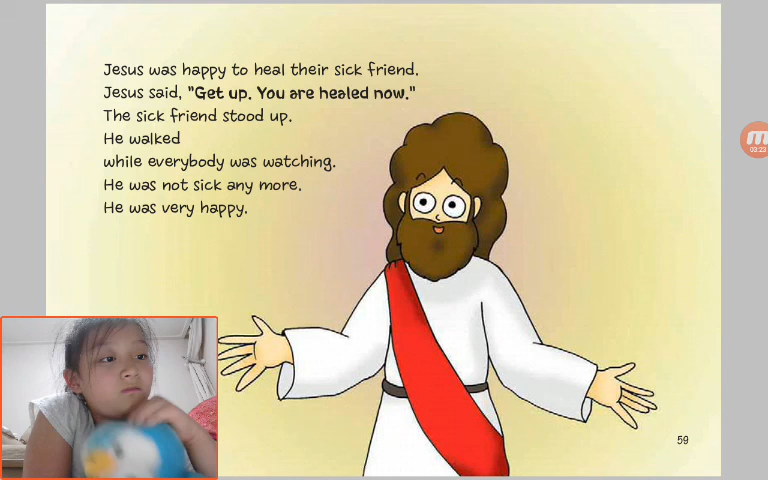 Jesus was happy to heal their sick friend.
Jesus said, "Get up. You are healed now."
The sick friend stood up.
He walked
while everybody was watching.
He was not sick any more.
He was very happy.
59
03:23